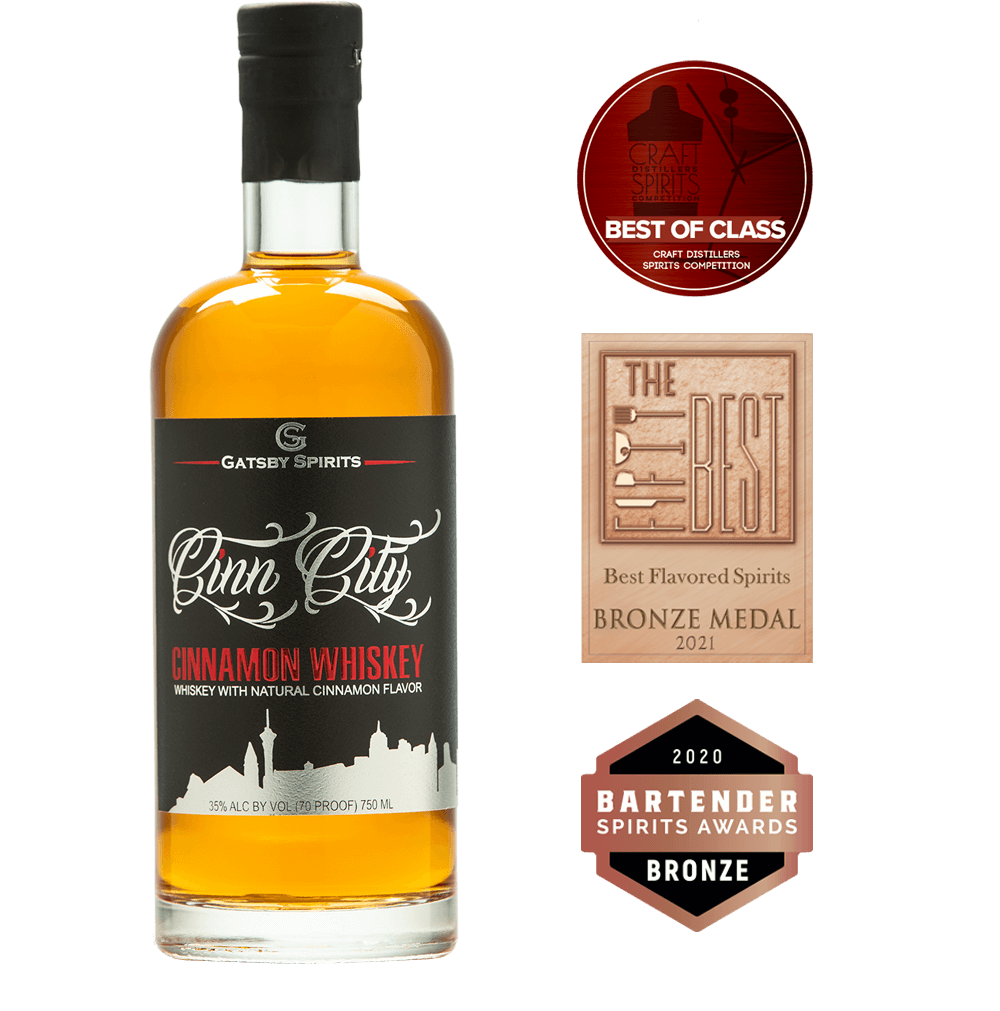 GS
GATSBY SPIRITS
Cinn City
CINNAMON WHISKEY
WHISKEY WITH NATURAL CINNAMON FLAVOR
35% ALC BY VOL (70 PROOF) 750 ML
CRAFT
DISTILLERS
SPIRITS
COMPETITION
BEST OF CLASS
CRAFT DISTILLERS
SPIRITS COMPETITION
THE
FIFTY
BEST
Best Flavored Spirits
BRONZE MEDAL
2021
2020
BARTENDER
SPIRITS AWARDS
BRONZE